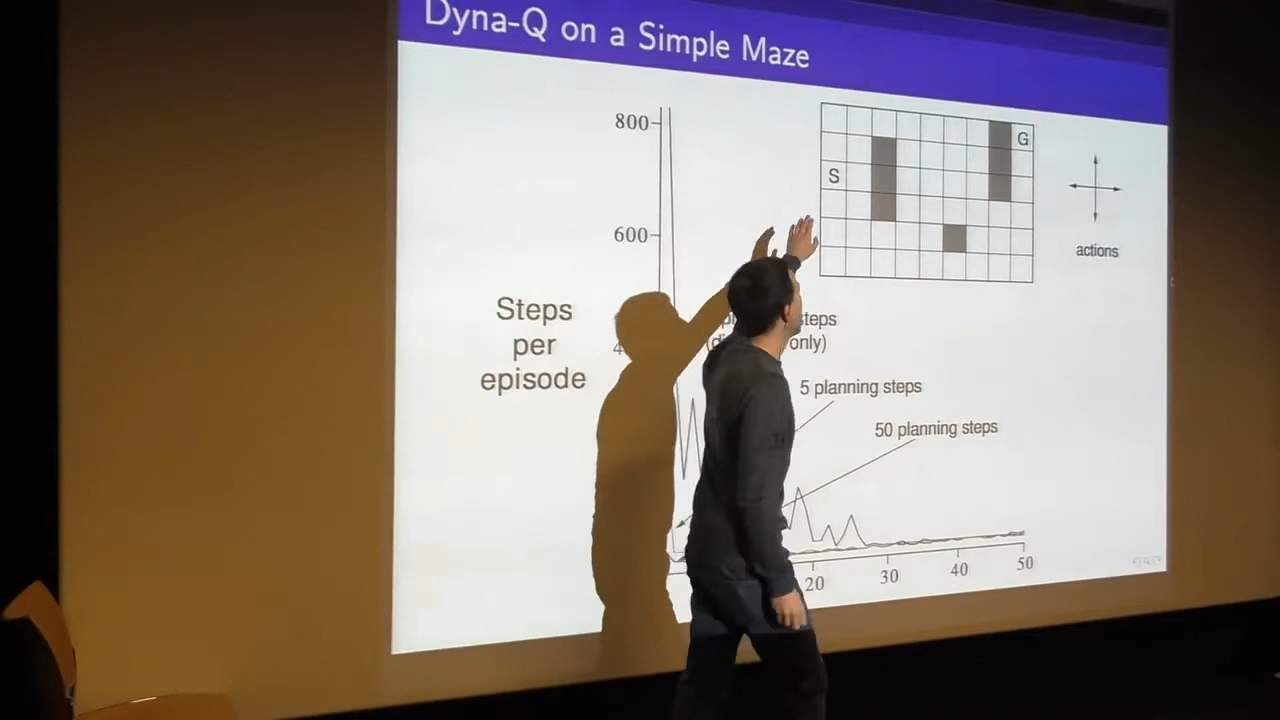 Dyna-Q on a Simple Maze
800
600
4
Steps
per
episode
G
S
actions
steps
only)
5 planning steps
50 planning steps
20
30
40
50